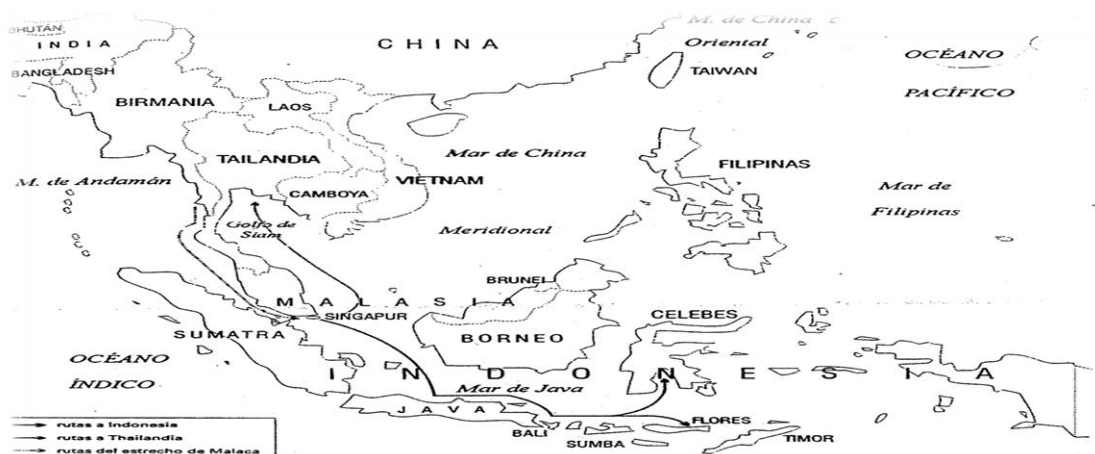 BHUTÁN
INDIA
BANGLADESH
CHINA
M. de China
Oriental
TAIWAN
OCÉANO
PACÍFICO
BIRMANIA
LAOS
TAILANDIA
CAMBOYA
VIETNAM
Mar de China
Meridional
FILIPINAS
Mar de
Filipinas
M. de Andamán
Golfo de
Siam
BRUNEI
MALASIA
SINGAPUR
SUMATRA
BORNEO
CELEBES
OCÉANO
ÍNDICO
INDONESIA
Mar de Java
JAVA
BALI
SUMBA
FLORES
TIMOR
rutas a Indonesia
rutas a Thailandia
rutas del estrecho de Malaca